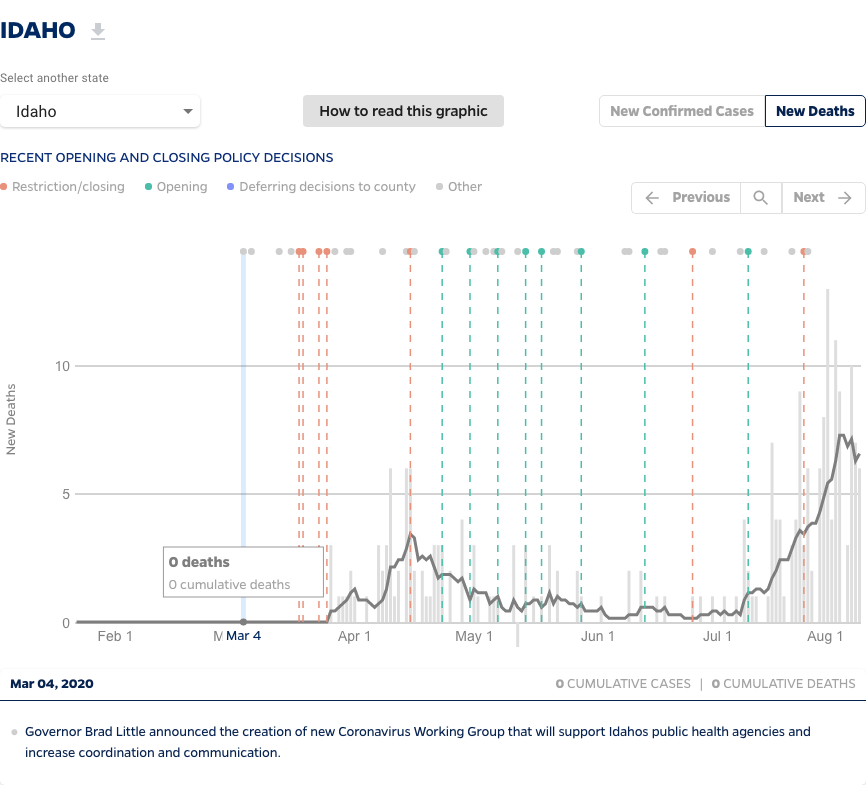 IDAHO
Select another state
Idaho
How to read this graphic
New Confirmed Cases
New Deaths
RECENT OPENING AND CLOSING POLICY DECISIONS
Restriction/closing
Opening
Deferring decisions to county
Other
Previous
Next
New Deaths
10
5
0
0 deaths
0 cumulative deaths
Feb 1
M
Mar 4
Apr 1
May 1
Jun 1
Jul 1
Aug 1
Mar 04, 2020
0 CUMULATIVE CASES | 0 CUMULATIVE DEATHS
Governor Brad Little announced the creation of new Coronavirus Working Group that will support Idahos public health agencies and
increase coordination and communication.